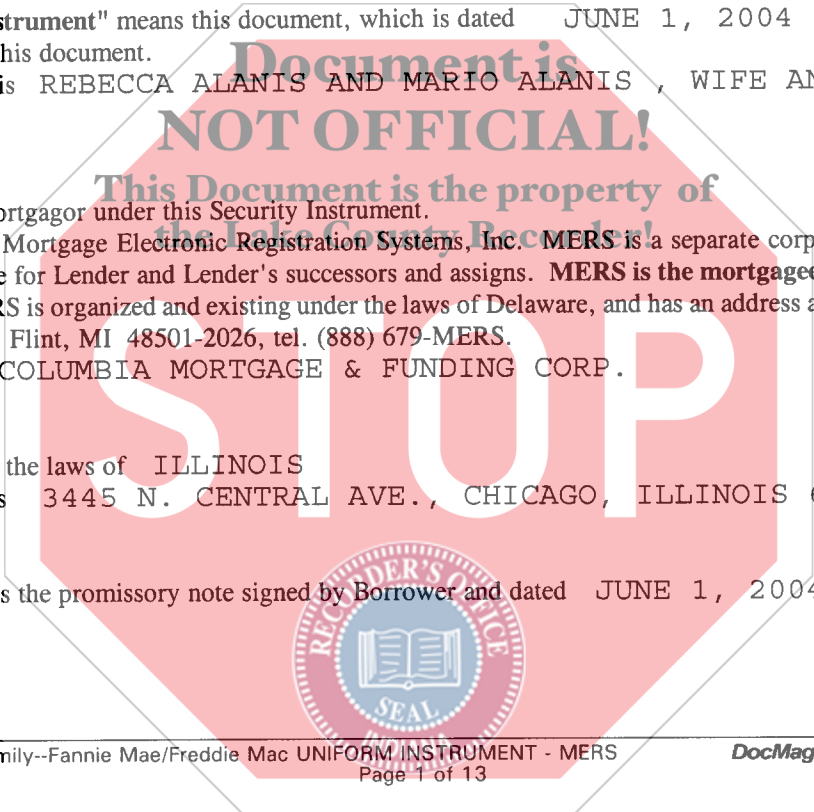 strument" means this document, which is dated JUNE 1, 2004
his document.
Document is
is REBECCA ALANIS AND MARIO ALANIS , WIFE AN
NOT OFFICIAL!
This Document is the property of
ortgagor under this Security Instrument.
the Lake County Recorder!
Mortgage Electronic Registration Systems, Inc. MERS is a separate corp
e for Lender and Lender's successors and assigns. MERS is the mortgagee
RS is organized and existing under the laws of Delaware, and has an address a
Flint, MI 48501-2026, tel. (888) 679-MERS.
COLUMBIA MORTGAGE & FUNDING CORP.
STOP
the laws of ILLINOIS
s 3445 N. CENTRAL AVE., CHICAGO, ILLINOIS 6
s the promissory note signed by Borrower and dated JUNE 1, 2004
RECORDER'S OFFICE
SEAL
INDIANA
mily--Fannie Mae/Freddie Mac UNIFORM INSTRUMENT - MERS DocMag
Page 1 of 13